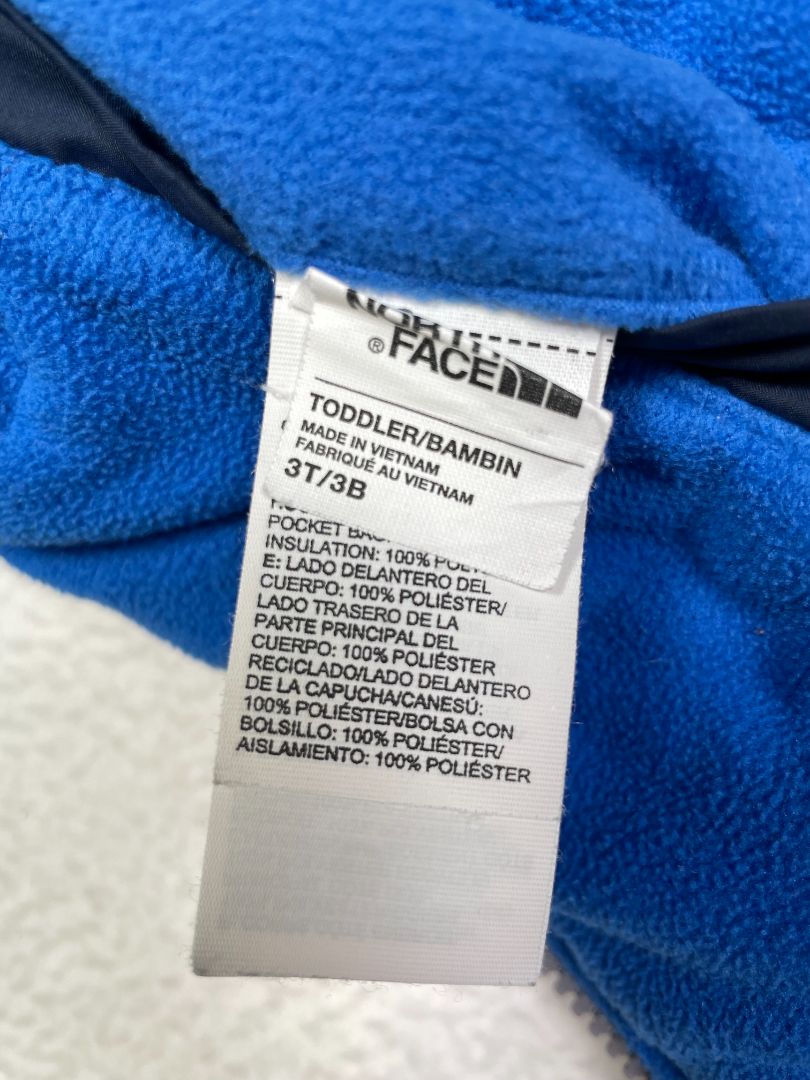 NORTH
® FACE
TODDLER/BAMBIN
MADE IN VIETNAM
FABRIQUÉ AU VIETNAM
3T/3B
POCKET
INSULATION: 100%
E: LADO DELANTERO DEL
CUERPO: 100% POLIÉSTER/
LADO TRASERO DE LA
PARTE PRINCIPAL DEL
CUERPO: 100% POLIÉSTER
RECICLADO/LADO DELANTERO
DE LA CAPUCHA/CANESÚ:
100% POLIÉSTER/BOLSA CON
BOLSILLO: 100% POLIÉSTER/
AISLAMIENTO: 100% POLIÉSTER